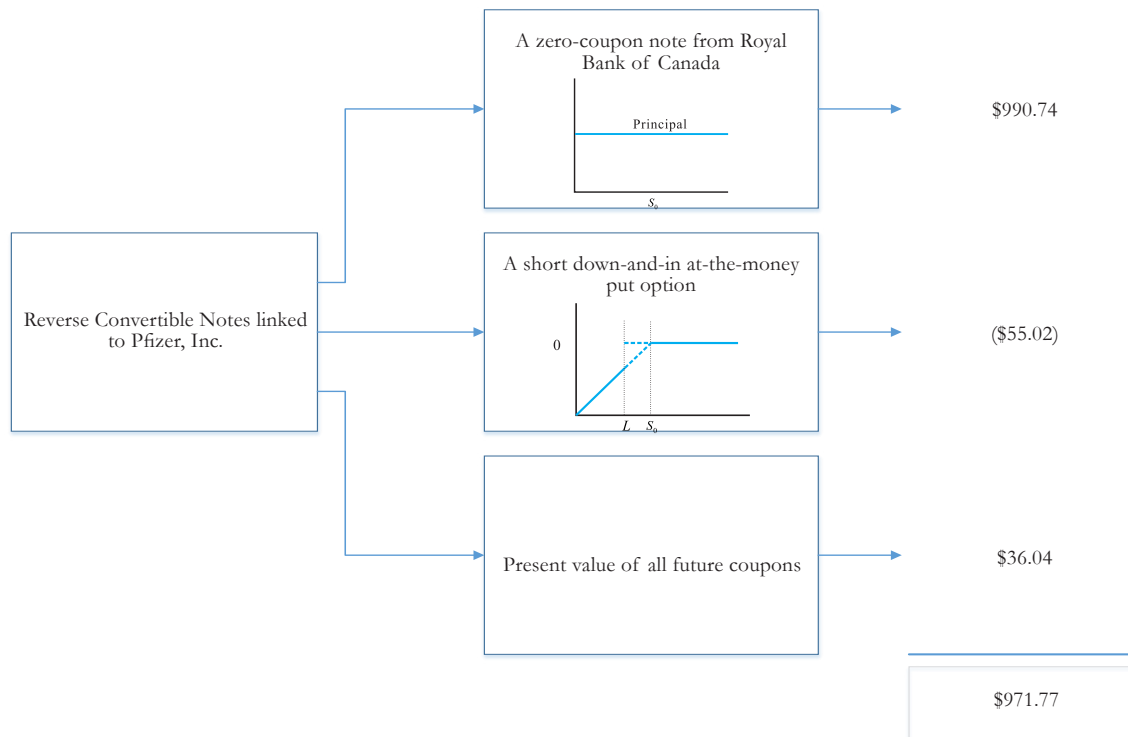 A zero-coupon note from Royal
Bank of Canada
Principal
S₀
$990.74
Reverse Convertible Notes linked
to Pfizer, Inc.
A short down-and-in at-the-money
put option
0
L S₀
($55.02)
Present value of all future coupons
$36.04
$971.77